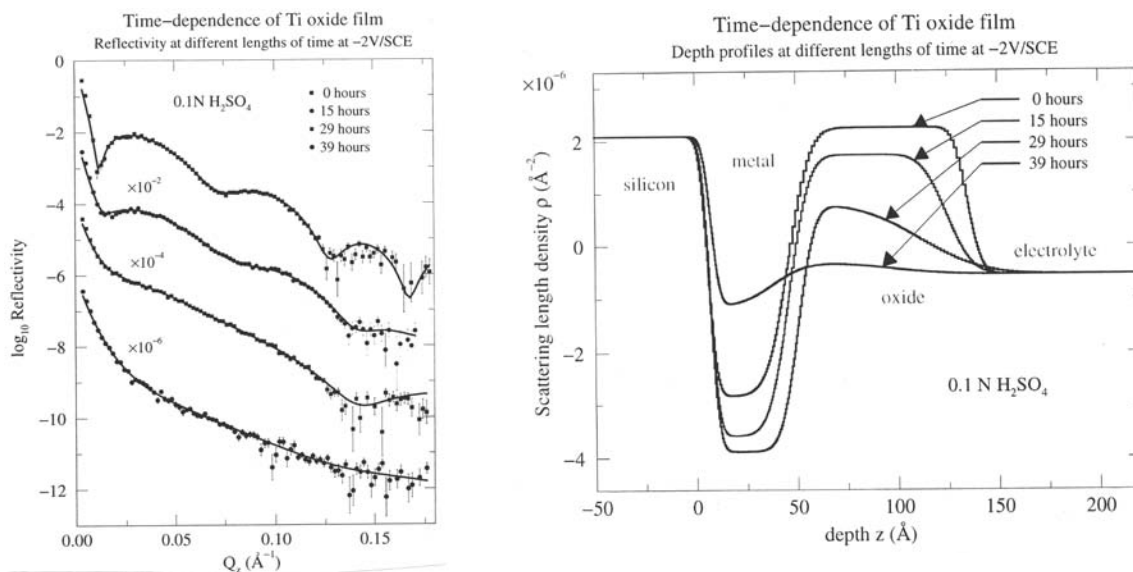 Time-dependence of Ti oxide film
Reflectivity at different lengths of time at -2V/SCE
0
-2
-4
-6
-8
-10
-12
log₁₀ Reflectivity
0.1N H₂SO₄
0 hours
15 hours
29 hours
39 hours
×10⁻²
×10⁻⁴
×10⁻⁶
0.00
0.05
0.10
0.15
Q_z (Å⁻¹)
Time-dependence of Ti oxide film
Depth profiles at different lengths of time at -2V/SCE
×10⁻⁶
2
0
-2
-4
Scattering length density ρ (Å⁻²)
0 hours
15 hours
29 hours
39 hours
metal
silicon
electrolyte
oxide
0.1 N H₂SO₄
-50
0
50
100
150
200
depth z (Å)